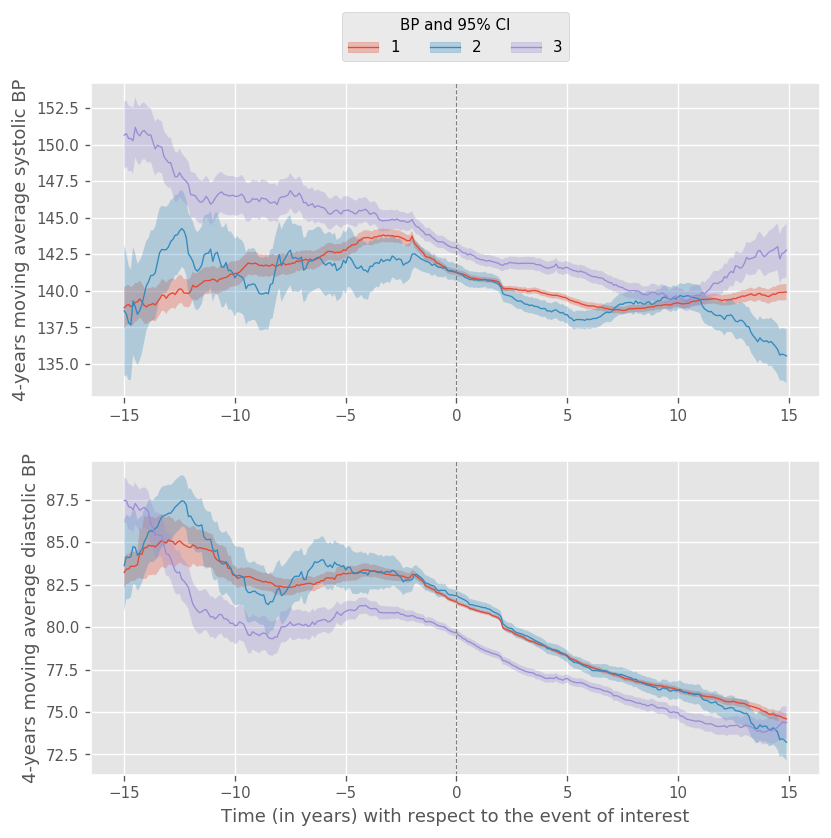 BP and 95% CI
1 2 3
4-years moving average systolic BP
152.5
150.0
147.5
145.0
142.5
140.0
137.5
135.0
−15 −10 −5 0 5 10 15
4-years moving average diastolic BP
87.5
85.0
82.5
80.0
77.5
75.0
72.5
−15 −10 −5 0 5 10 15
Time (in years) with respect to the event of interest